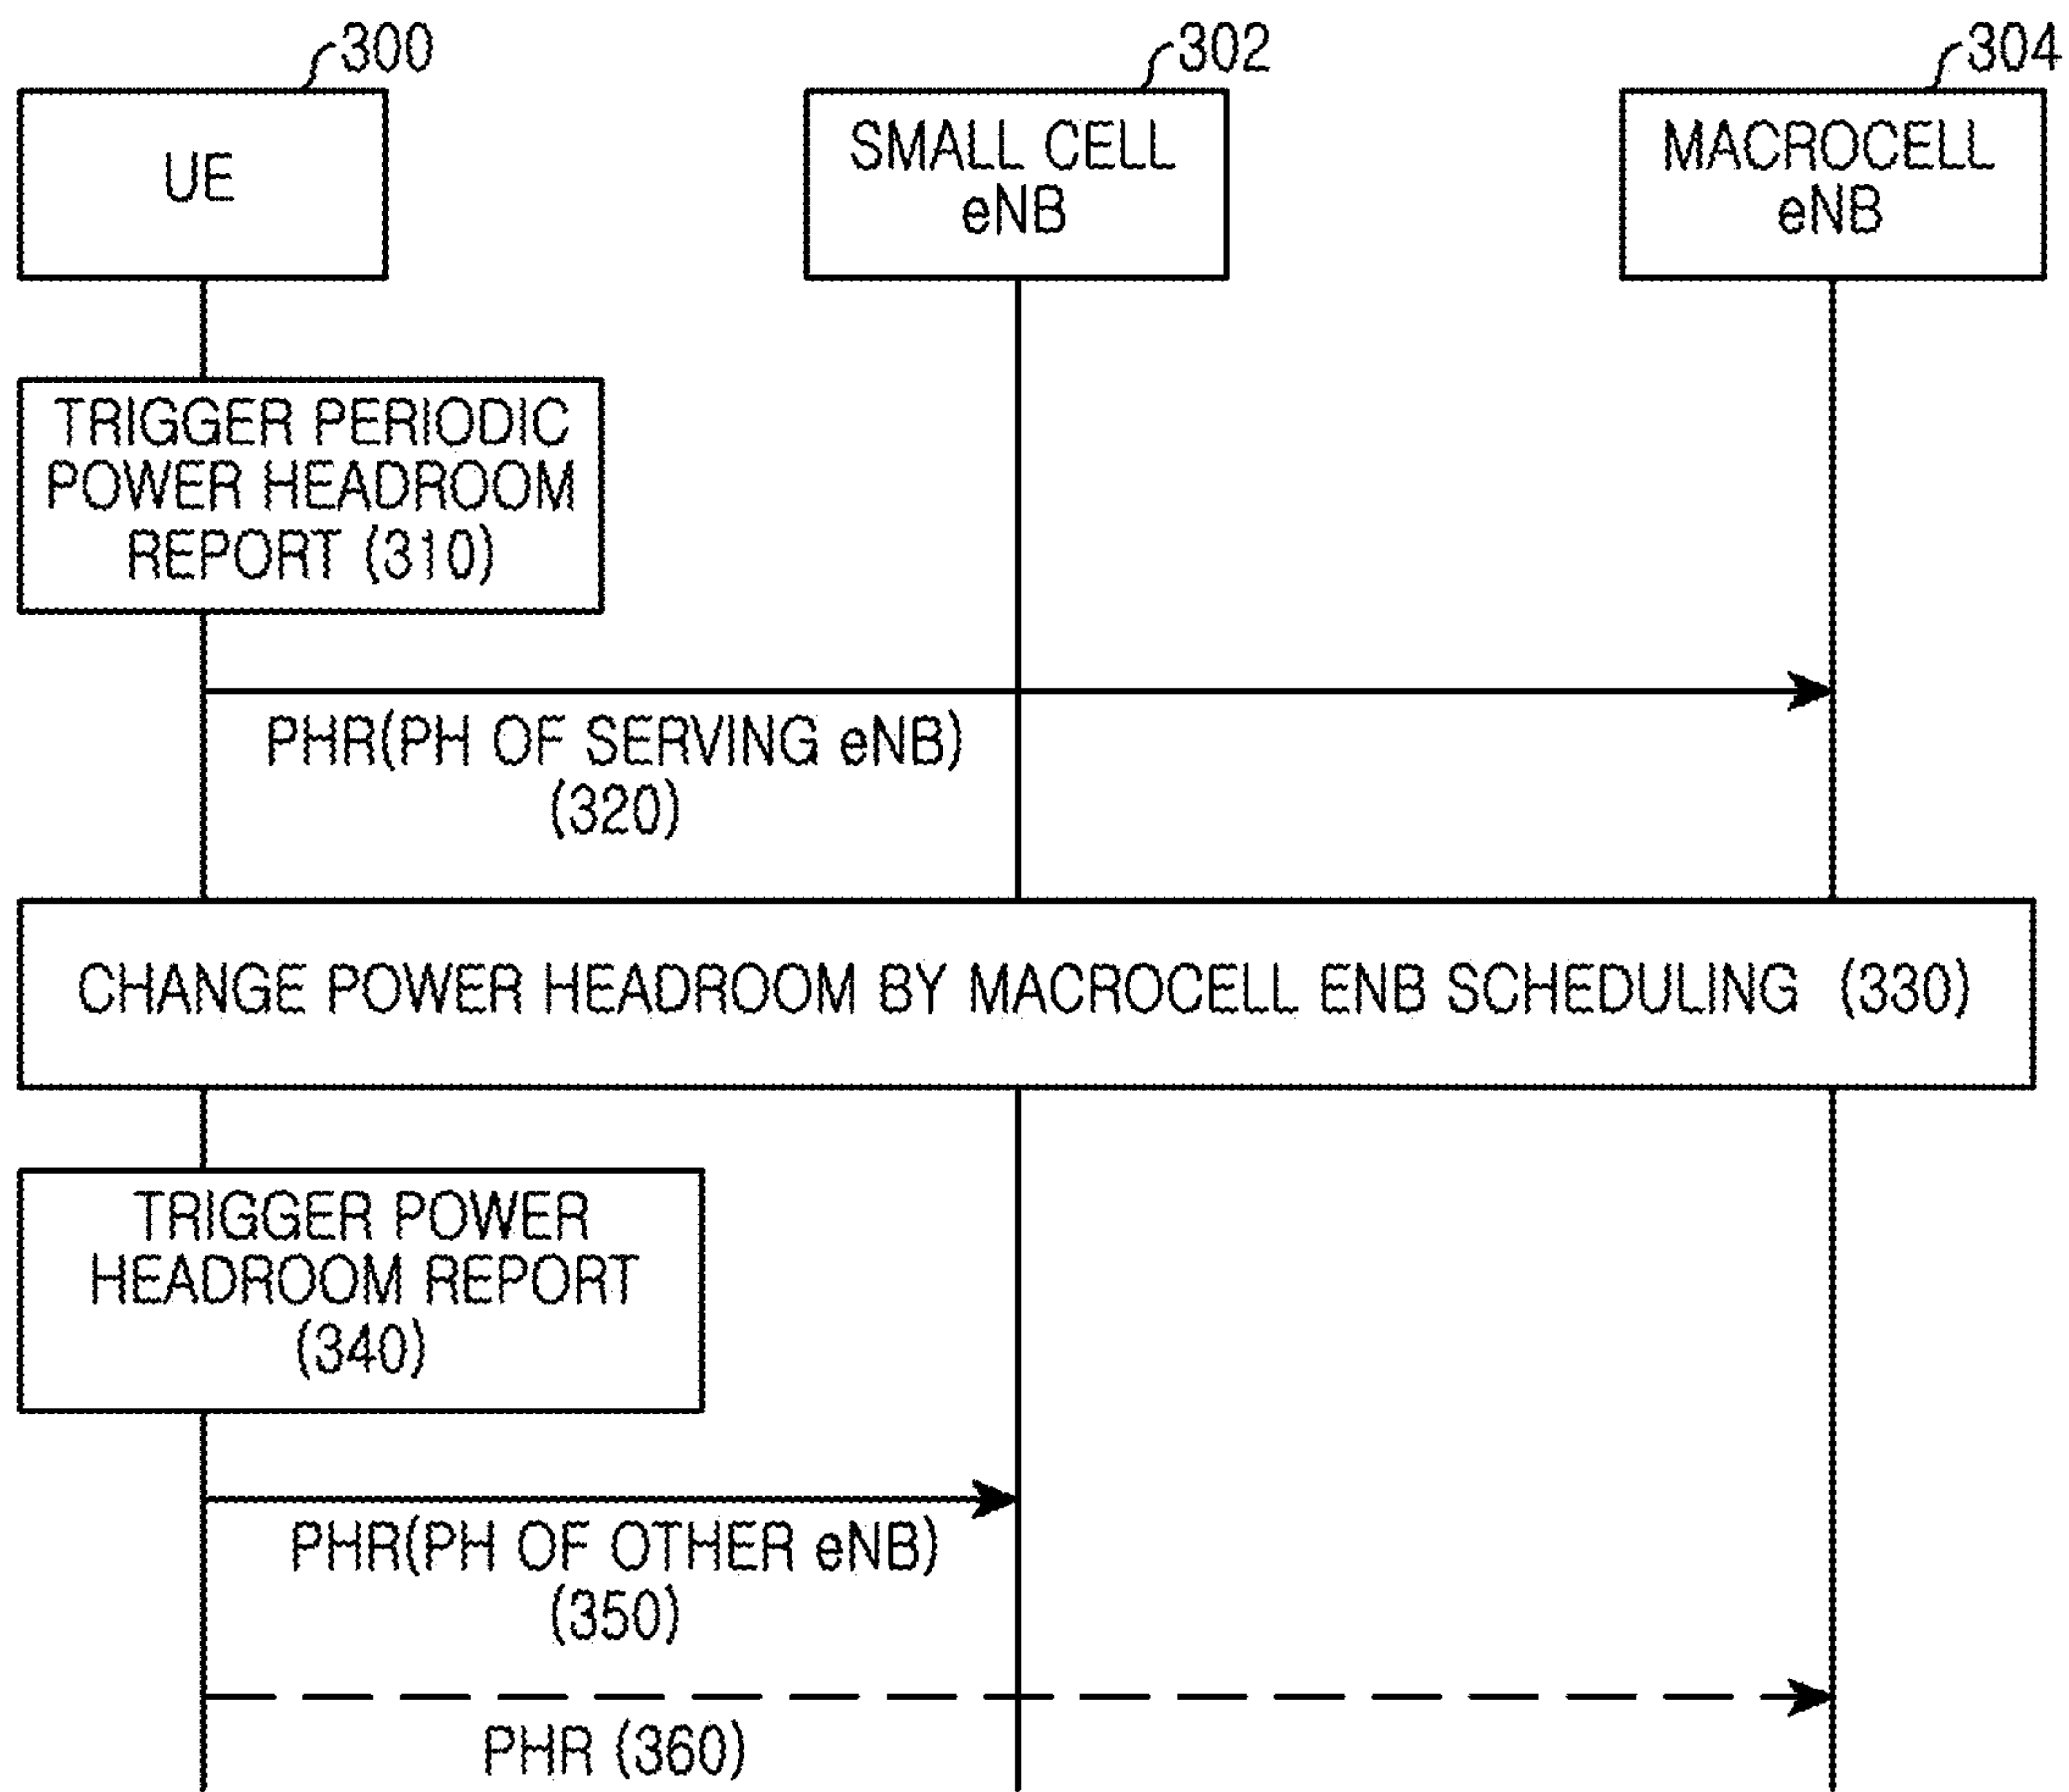 300
302
304
UE
SMALL CELL
eNB
MACROCELL
eNB
TRIGGER PERIODIC
POWER HEADROOM
REPORT (310)
PHR(PH OF SERVING eNB)
(320)
CHANGE POWER HEADROOM BY MACROCELL ENB SCHEDULING (330)
TRIGGER POWER
HEADROOM REPORT
(340)
PHR(PH OF OTHER eNB)
(350)
PHR (360)